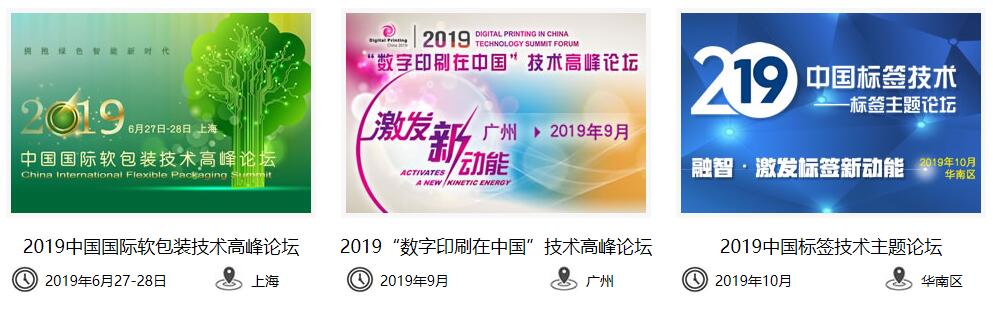 拥抱绿色智能新时代
2019 6月27日-28日 上海
中国国际软包装技术高峰论坛
China International Flexible Packaging Summit
2019中国国际软包装技术高峰论坛
2019年6月27-28日 上海
Digital Printing
China 2019
2019 DIGITAL PRINTING IN CHINA
TECHNOLOGY SUMMIT FORUM
“数字印刷在中国”技术高峰论坛
激发新动能
广州 2019年9月
ACTIVATES
A NEW KINETIC ENERGY
2019“数字印刷在中国”技术高峰论坛
2019年9月 广州
2019 中国标签技术
——标签主题论坛
融智·激发标签新动能
2019年10月
华南区
2019中国标签技术主题论坛
2019年10月 华南区